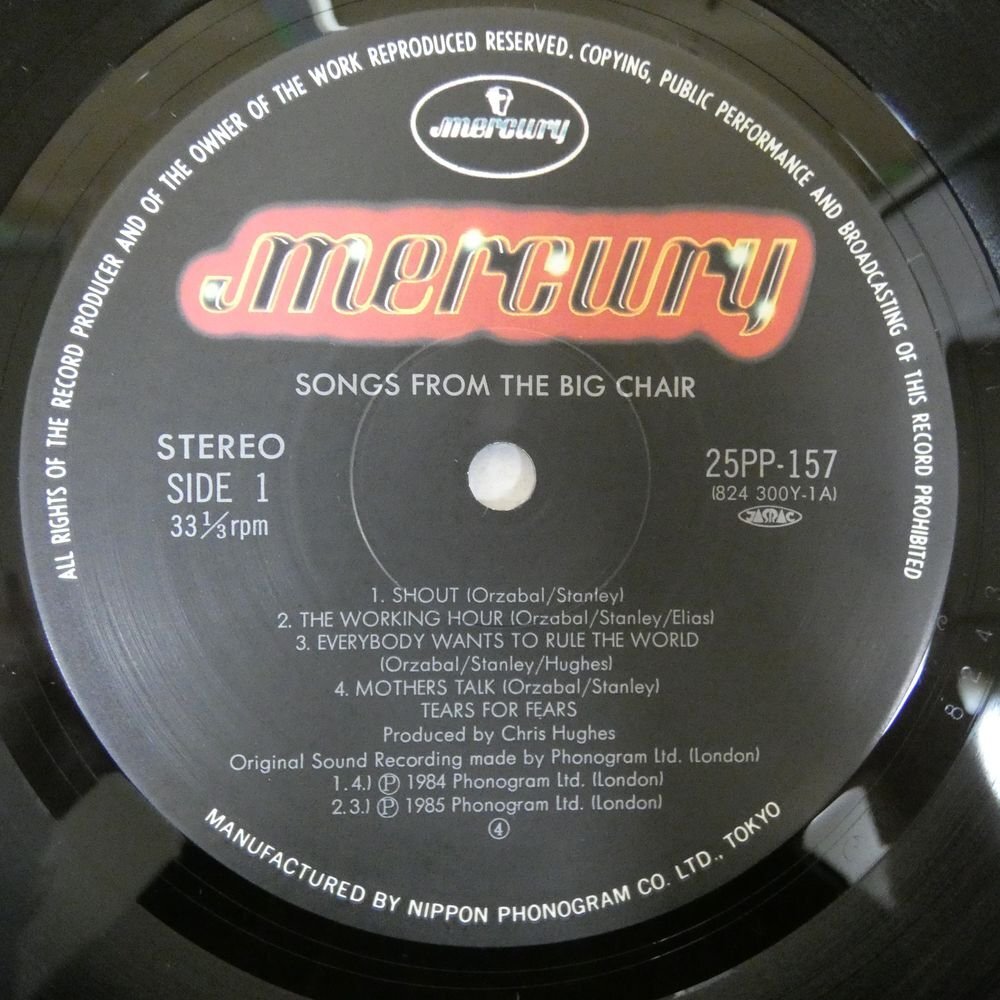 ALL RIGHTS OF THE RECORD PRODUCER AND OF THE OWNER OF THE WORK REPRODUCED RESERVED. COPYING, PUBLIC PERFORMANCE AND BROADCASTING OF THIS RECORD PROHIBITED
mercury
mercury
SONGS FROM THE BIG CHAIR
STEREO
SIDE 1
33 1/3 rpm
25PP-157
(824 300Y-1A)
JASRAC
1. SHOUT (Orzabal/Stanley)
2. THE WORKING HOUR (Orzabal/Stanley/Elias)
3. EVERYBODY WANTS TO RULE THE WORLD
(Orzabal/Stanley/Hughes)
4. MOTHERS TALK (Orzabal/Stanley)
TEARS FOR FEARS
Produced by Chris Hughes
Original Sound Recording made by Phonogram Ltd. (London)
1.4.) Ⓟ 1984 Phonogram Ltd. (London)
2.3.) Ⓟ 1985 Phonogram Ltd. (London)
④
MANUFACTURED BY NIPPON PHONOGRAM CO. LTD., TOKYO